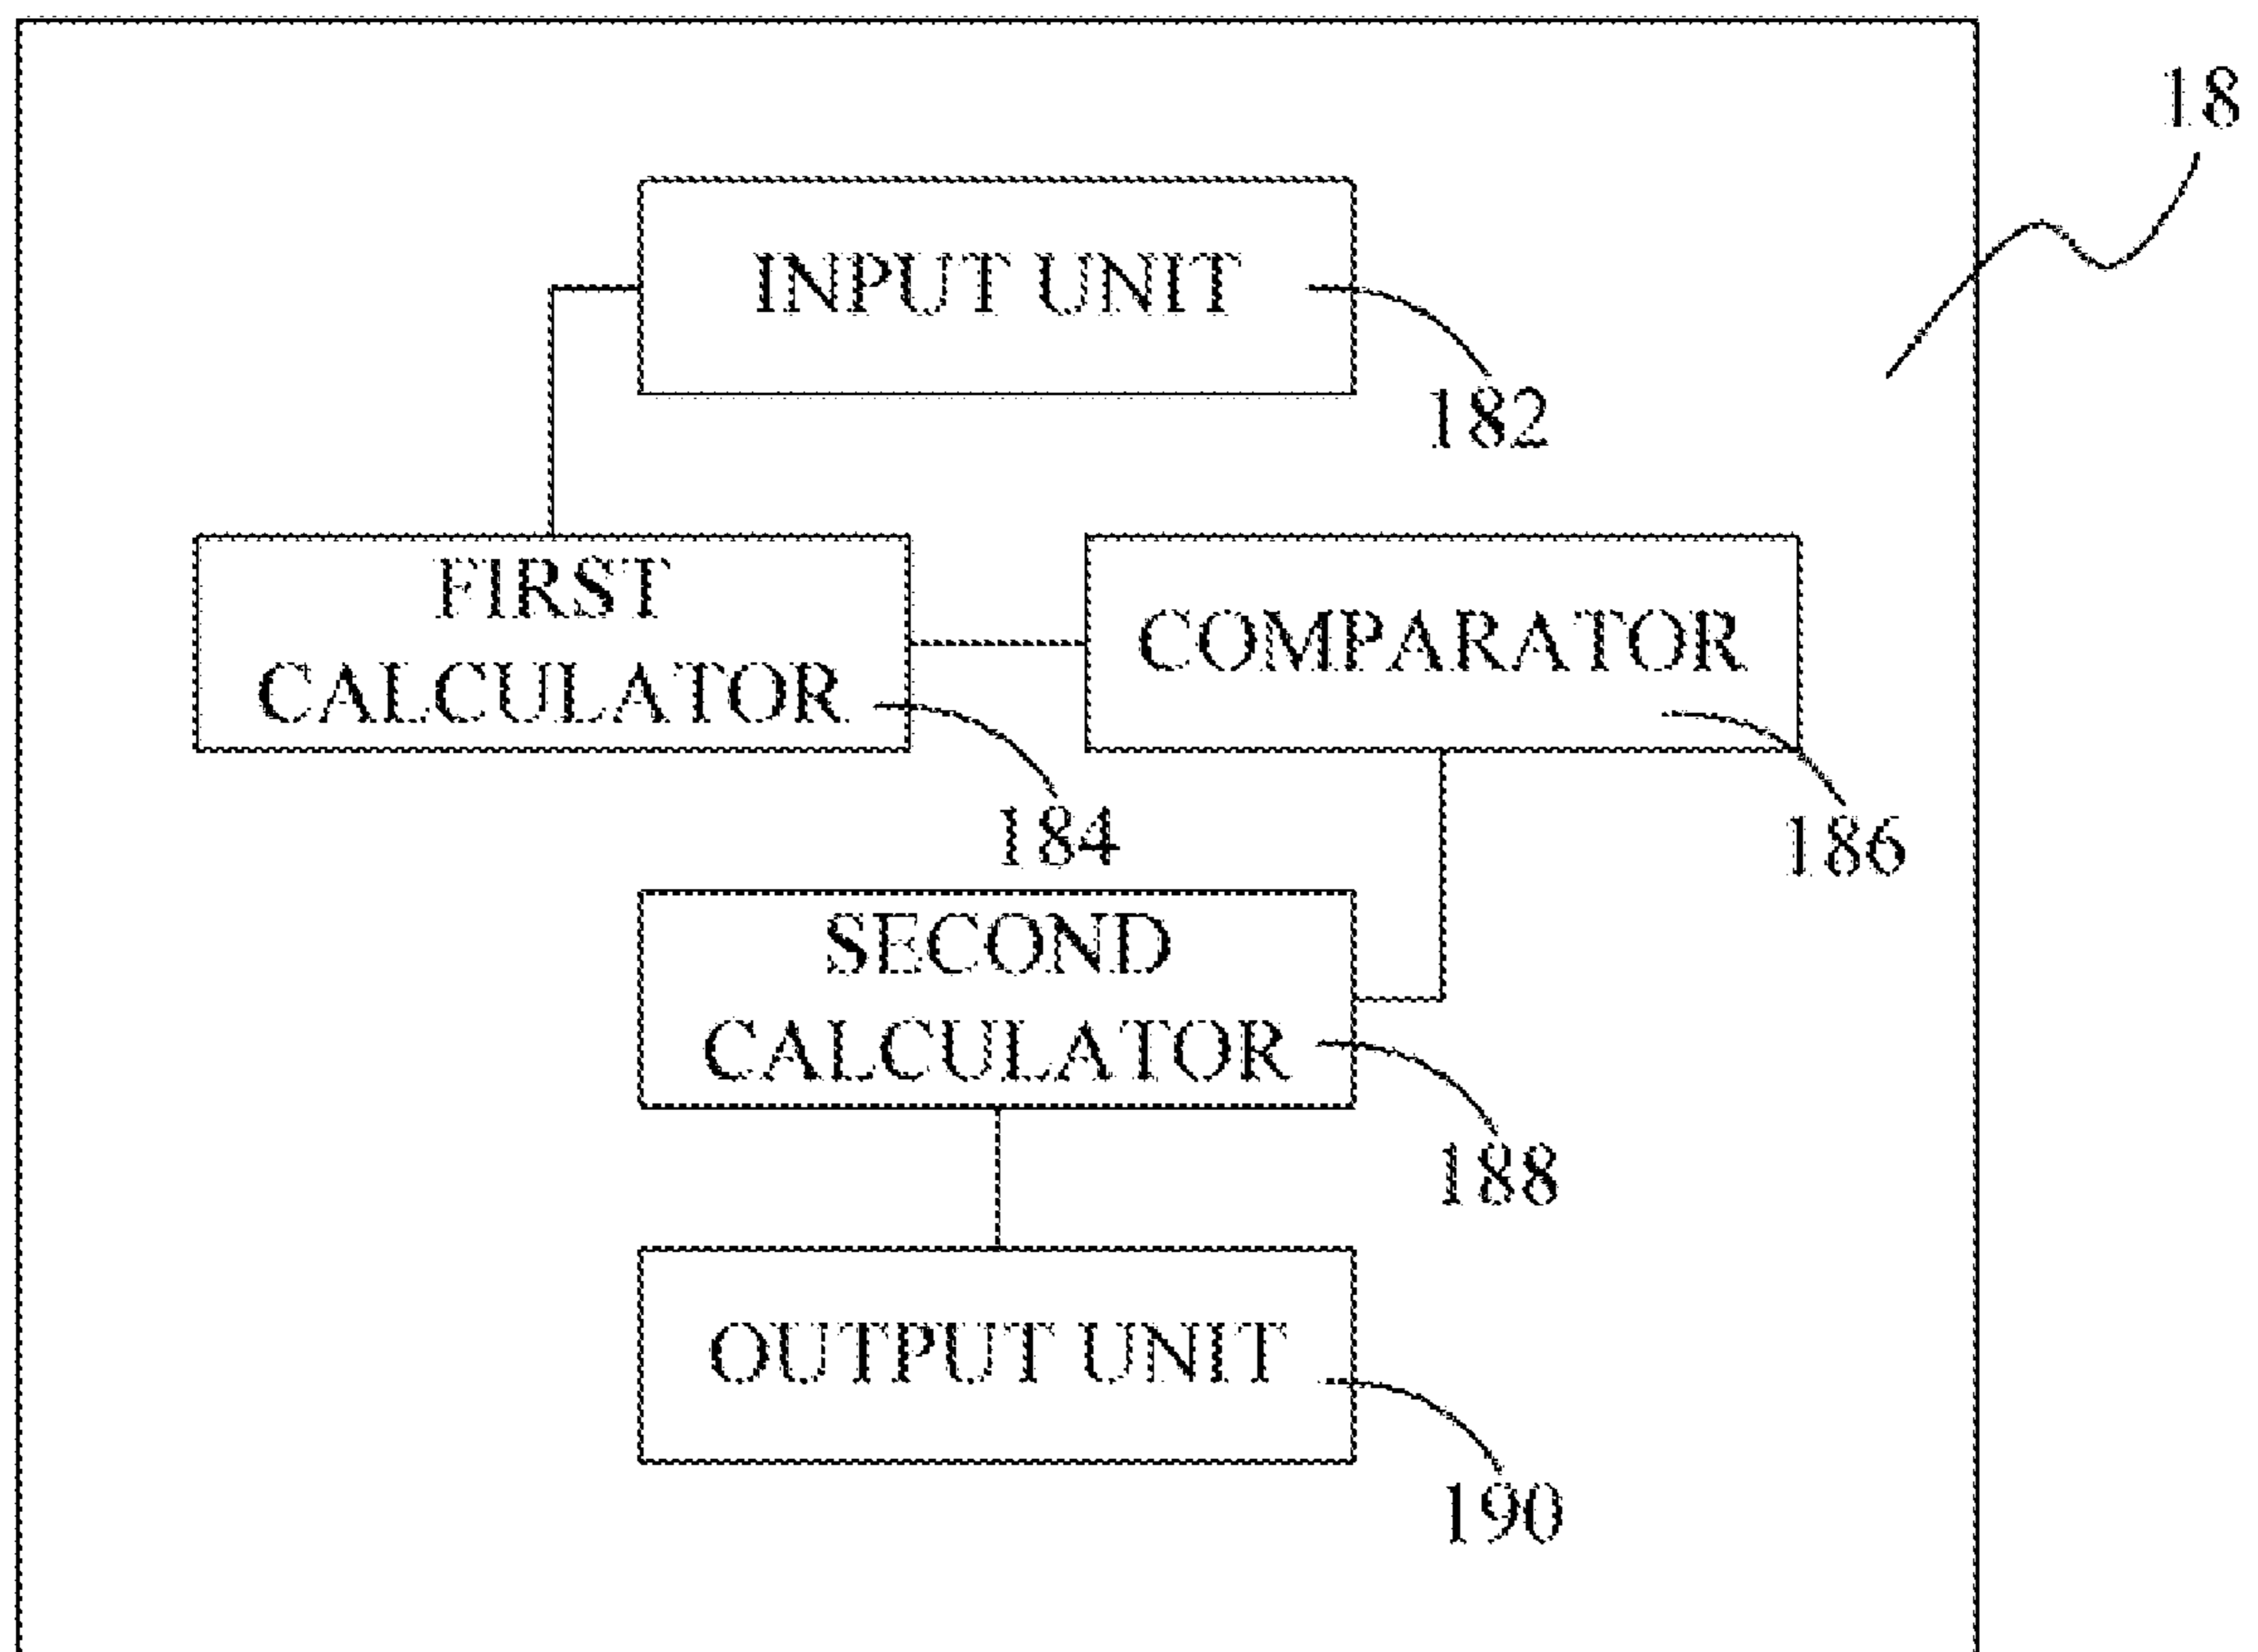 18
INPUT UNIT
182
FIRST
CALCULATOR
184
COMPARATOR
186
SECOND
CALCULATOR
188
OUTPUT UNIT
190